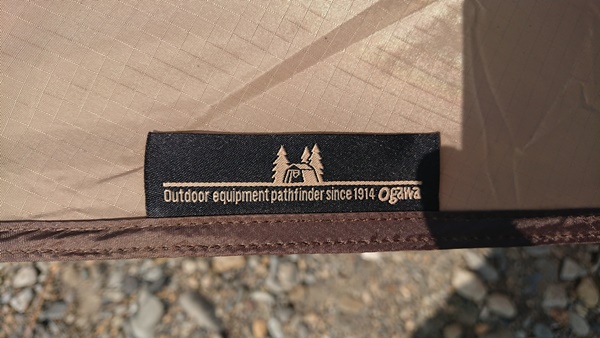 Outdoor equipment pathfinder since 1914 ogawa